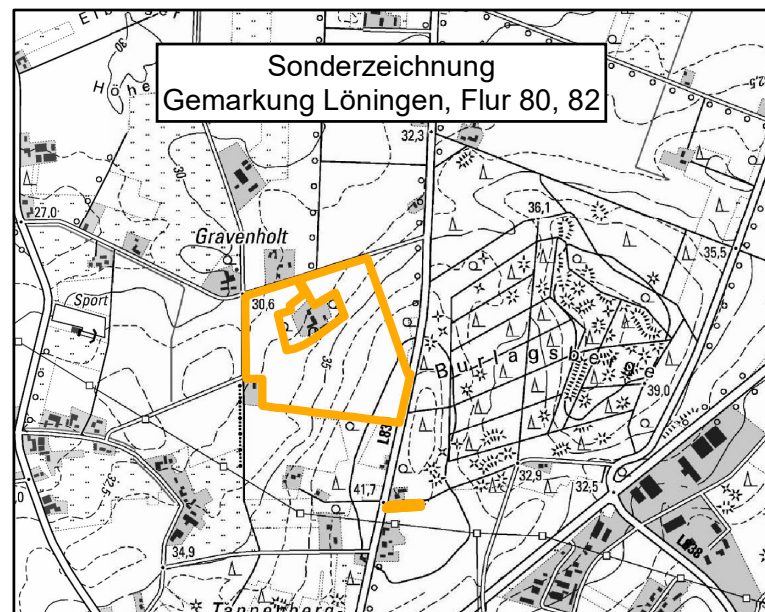 Sonderzeichnung
Gemarkung Löningen, Flur 80, 82
30
Höhe
32,3
30
36,1
27,0
Gravenholt
35,5
30,6
Sport
35
Burlagsberge
39,0
L83
32,5
41,7
32,9
32,5
34,9
L838
Tannenberg